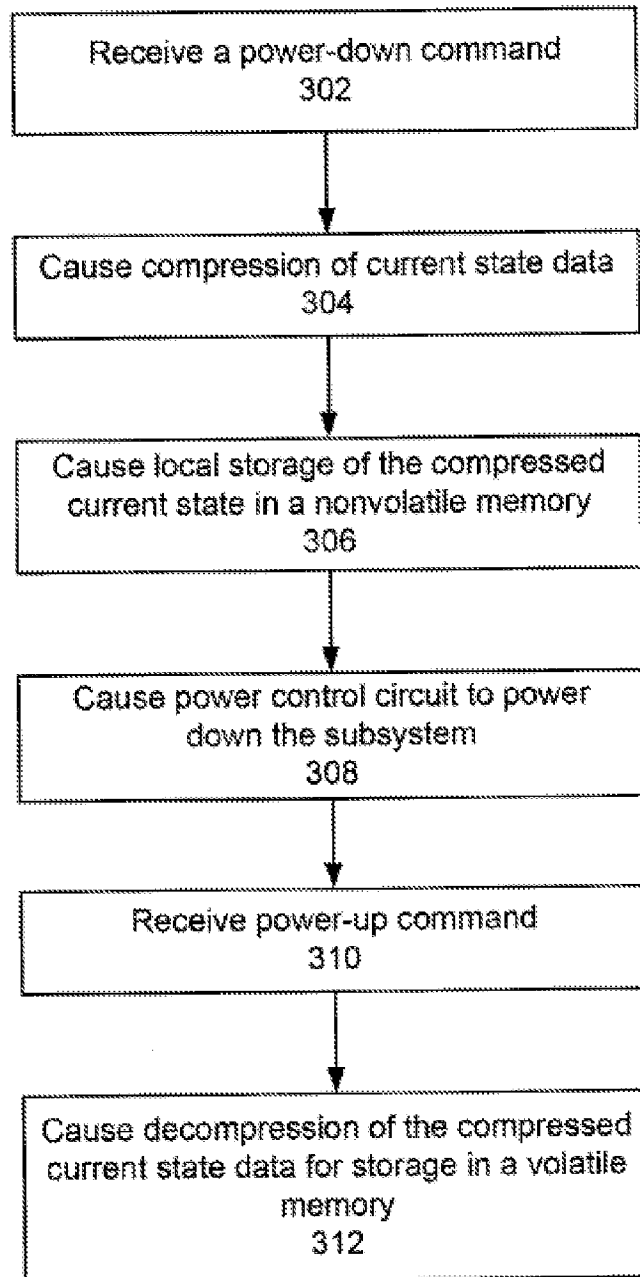 Receive a power-down command
302
Cause compression of current state data
304
Cause local storage of the compressed
current state in a nonvolatile memory
306
Cause power control circuit to power
down the subsystem
308
Receive power-up command
310
Cause decompression of the compressed
current state data for storage in a volatile
memory
312